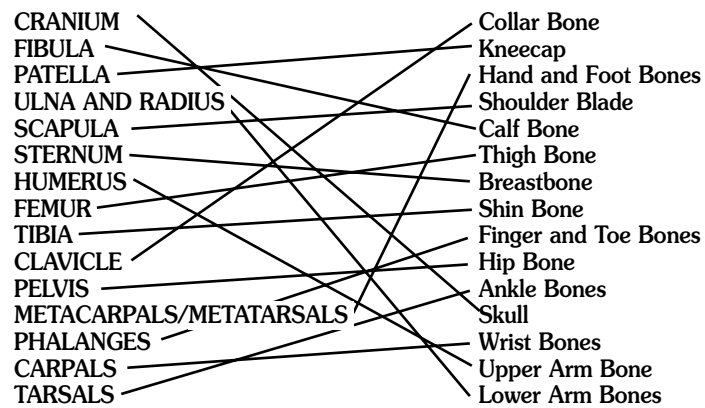 CRANIUM Collar Bone
FIBULA Kneecap
PATELLA Hand and Foot Bones
ULNA AND RADIUS Shoulder Blade
SCAPULA Calf Bone
STERNUM Thigh Bone
HUMERUS Breastbone
FEMUR Shin Bone
TIBIA Finger and Toe Bones
CLAVICLE Hip Bone
PELVIS Ankle Bones
METACARPALS/METATARSALS Skull
PHALANGES Wrist Bones
CARPALS Upper Arm Bone
TARSALS Lower Arm Bones